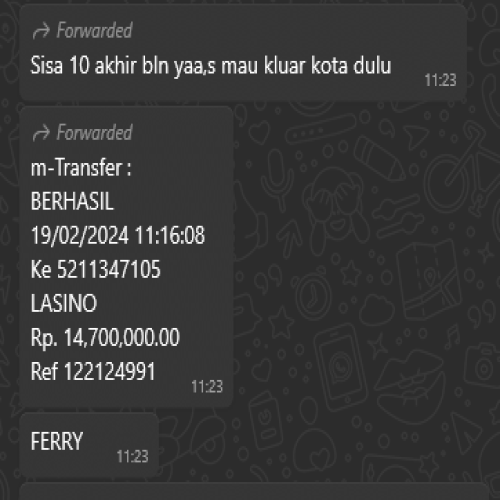 Forwarded
Sisa 10 akhir bln yaa,s mau kluar kota dulu
11:23
Forwarded
m-Transfer :
BERHASIL
19/02/2024 11:16:08
Ke 5211347105
LASINO
Rp. 14,700,000.00
Ref 122124991
11:23
FERRY
11:23